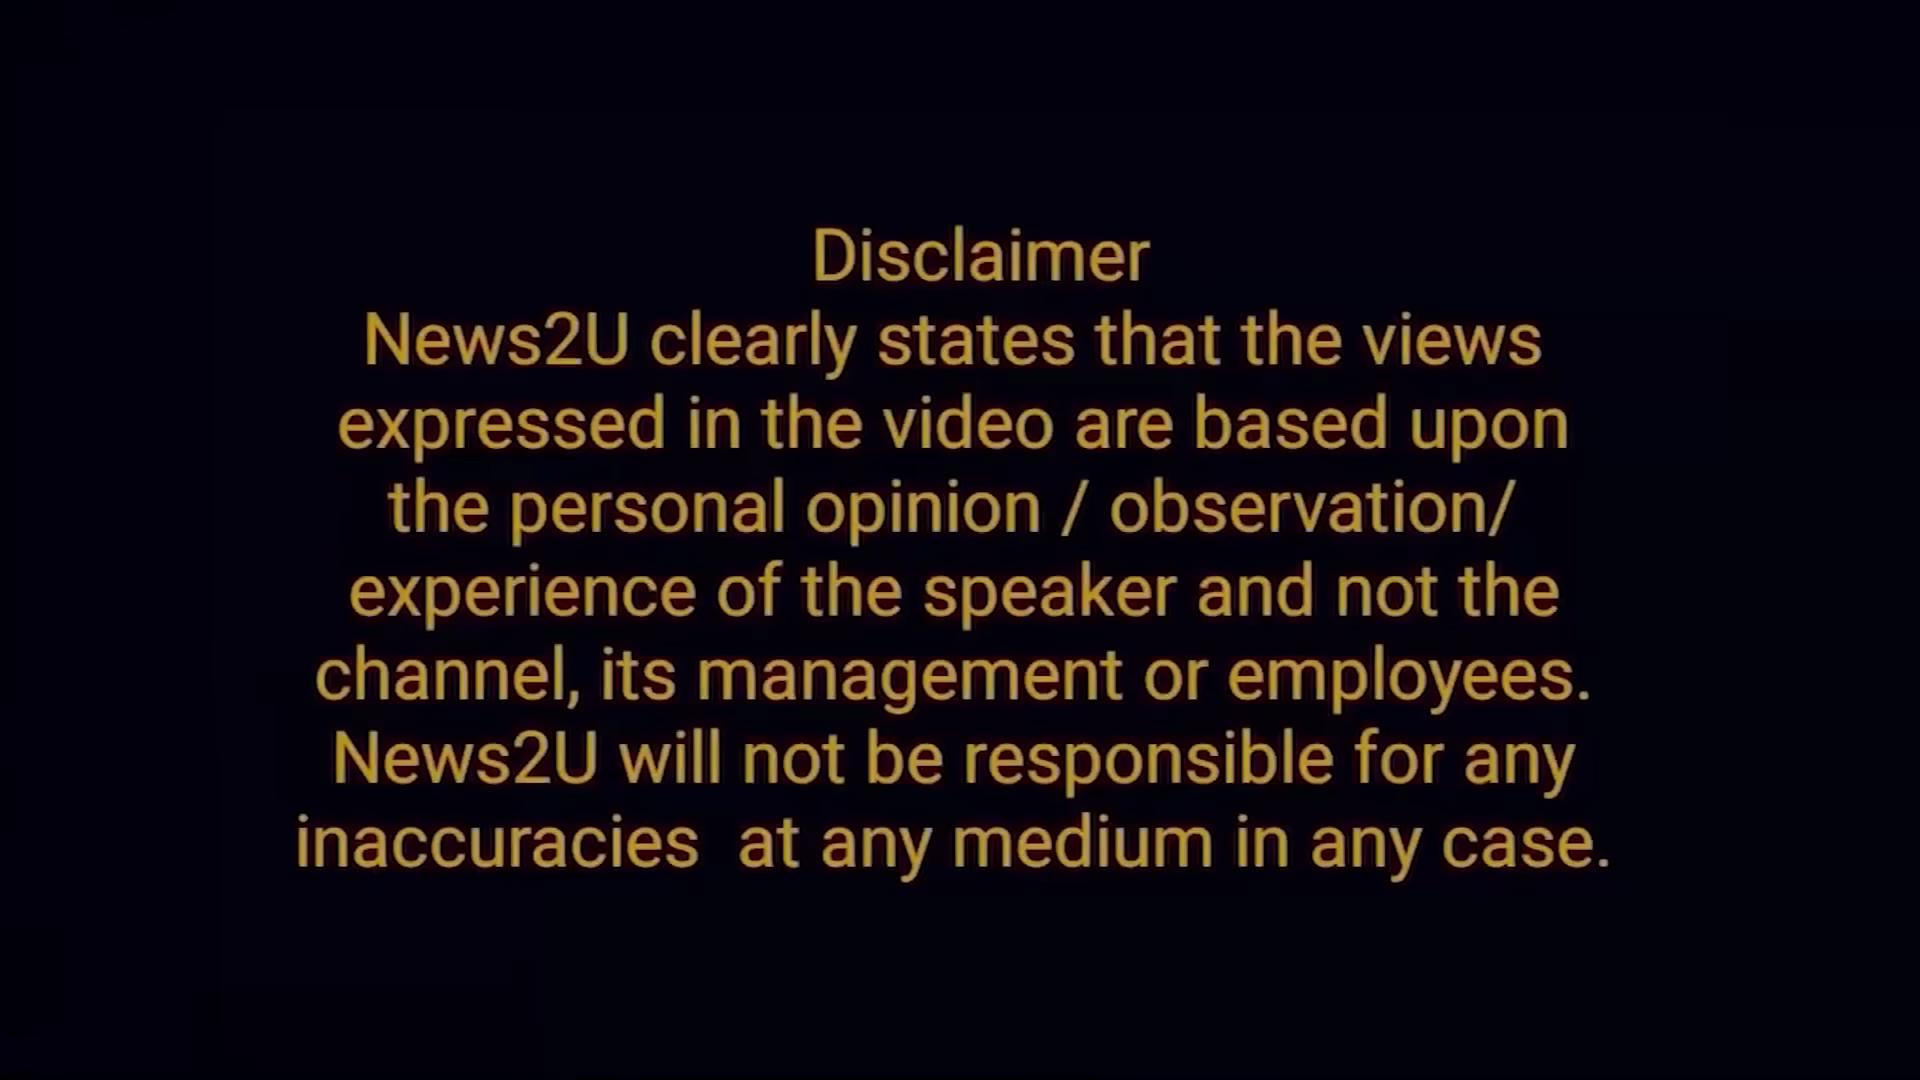 Disclaimer
News2U clearly states that the views
expressed in the video are based upon
the personal opinion / observation/
experience of the speaker and not the
channel, its management or employees.
News2U will not be responsible for any
inaccuracies  at any medium in any case.